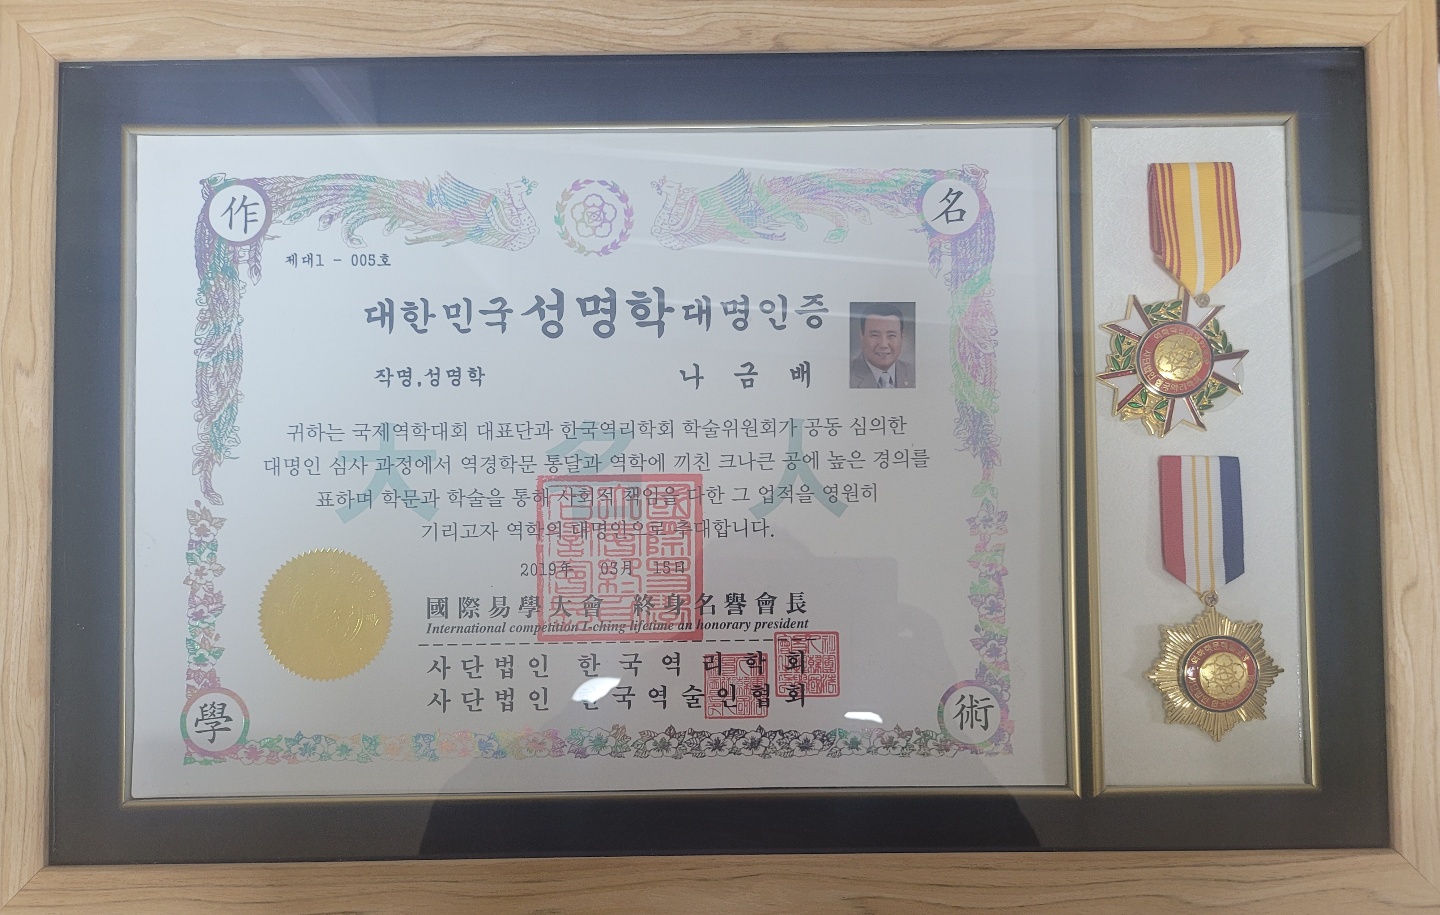 作
名
제대1 - 005호
대한민국 성명학 대명인증
작명,성명학 나 금 배
귀하는 국제역학대회 대표단과 한국역리학회 학술위원회가 공동 심의한
대명인 심사 과정에서 역경학문 통달과 역학에 끼친 크나큰 공에 높은 경의를
표하며 학문과 학술을 통해 사회적 책임을 다한 그 업적을 영원히
기리고자 역학의 대명인으로 추대합니다.
大 名 人
2019年 03月 15日
國際易學大會 終身名譽會長
International competition I-ching lifetime an honorary president
사단법인 한국역리학회
사단법인 한국역술인협회
學
術